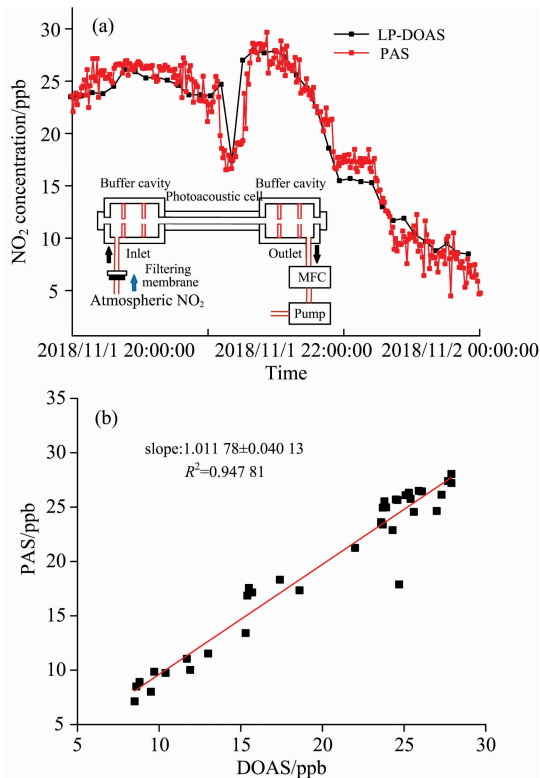 (a)
LP-DOAS
PAS
NO₂ concentration/ppb
30
25
20
15
10
5
Buffer cavity
Photoacoustic cell
Buffer cavity
Inlet
Outlet
Filtering
membrane
Atmospheric NO₂
MFC
Pump
2018/11/1 20:00:00
2018/11/1 22:00:00
2018/11/2 00:00:00
Time
(b)
slope:1.011 78±0.040 13
R²=0.947 81
PAS/ppb
35
30
25
20
15
10
5
5
10
15
20
25
30
DOAS/ppb